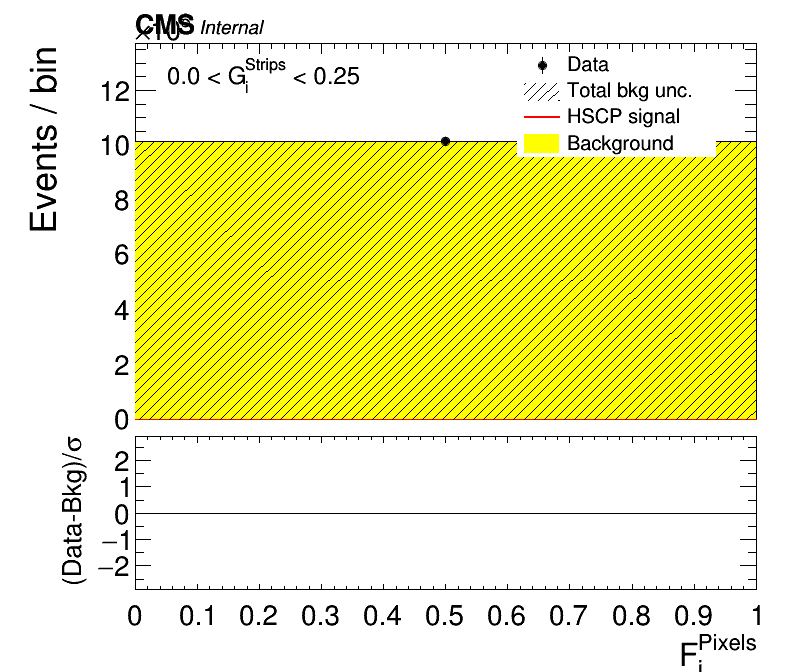 CMS Internal
0.0 < G_i^Strips < 0.25
Data
Total bkg unc.
HSCP signal
Background
Events / bin
12
10
8
6
4
2
0
(Data-Bkg)/σ
2
1
0
−1
−2
0 0.1 0.2 0.3 0.4 0.5 0.6 0.7 0.8 0.9 1
F_i^Pixels